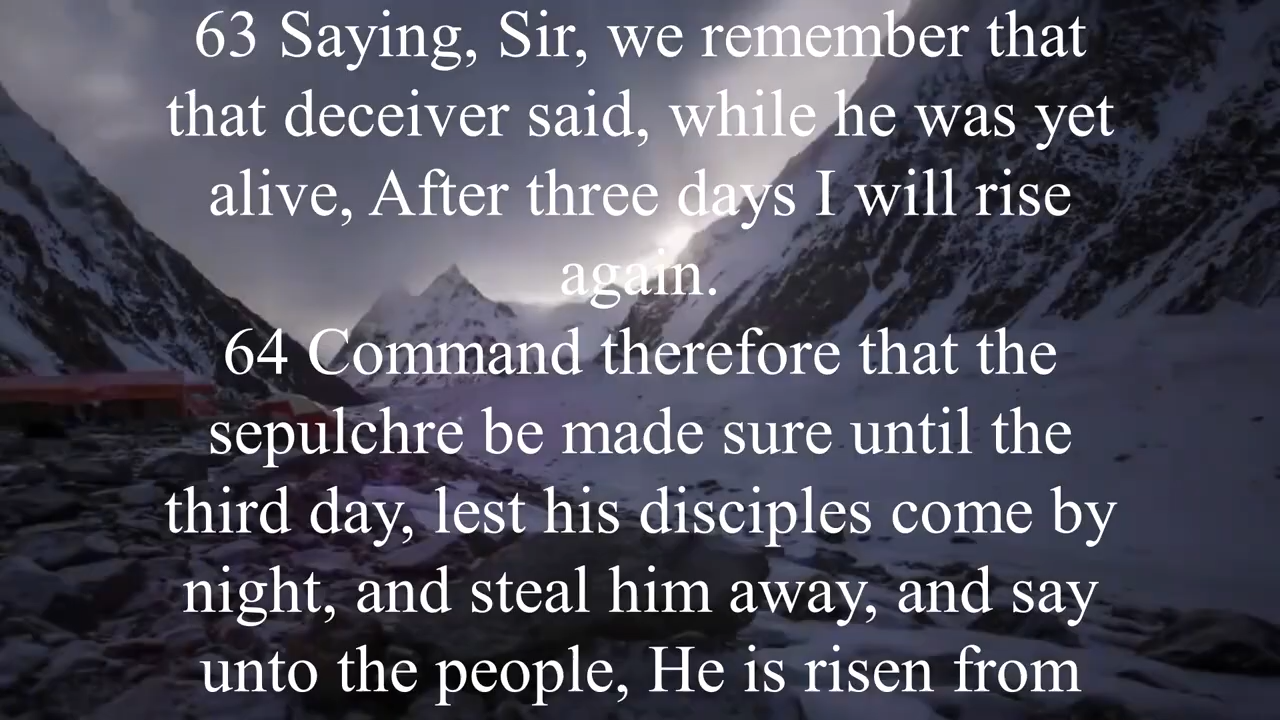 63 Saying, Sir, we remember that
that deceiver said, while he was yet
alive, After three days I will rise
again.
64 Command therefore that the
sepulchre be made sure until the
third day, lest his disciples come by
night, and steal him away, and say
unto the people, He is risen from